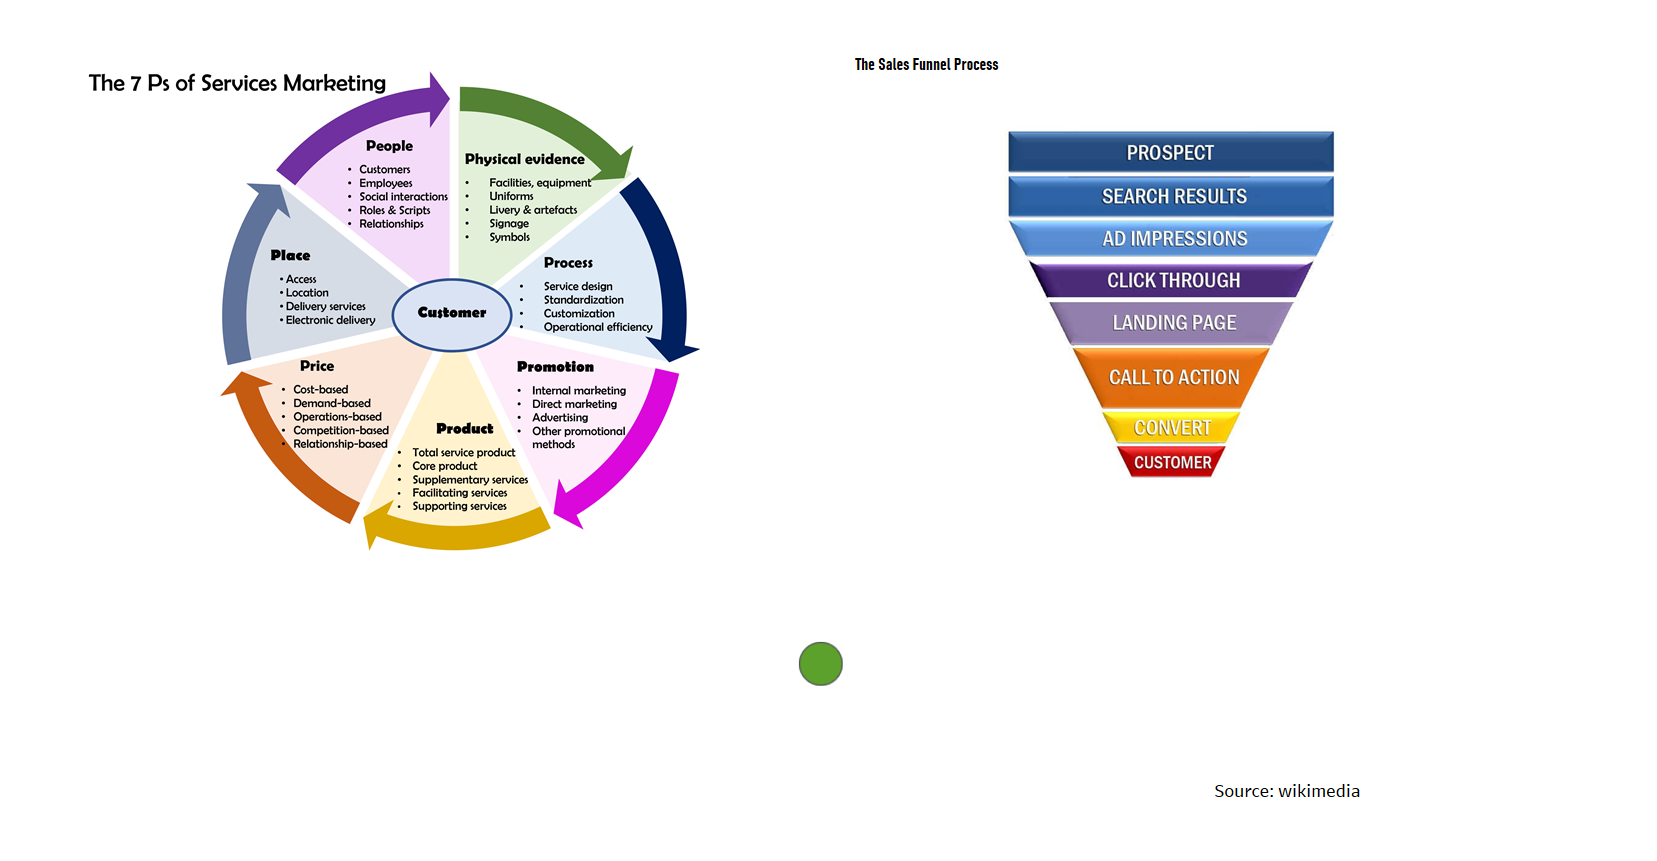 The 7 Ps of Services Marketing
People
• Customers
• Employees
• Social interactions
• Roles & Scripts
• Relationships
Physical evidence
• Facilities, equipment
• Uniforms
• Livery & artefacts
• Signage
• Symbols
Process
• Service design
• Standardization
• Customization
• Operational efficiency
Promotion
• Internal marketing
• Direct marketing
• Advertising
• Other promotional
methods
Product
• Total service product
• Core product
• Supplementary services
• Facilitating services
• Supporting services
Price
• Cost-based
• Demand-based
• Operations-based
• Competition-based
• Relationship-based
Place
• Access
• Location
• Delivery services
• Electronic delivery
Customer
The Sales Funnel Process
PROSPECT
SEARCH RESULTS
AD IMPRESSIONS
CLICK THROUGH
LANDING PAGE
CALL TO ACTION
CONVERT
CUSTOMER
Source: wikimedia